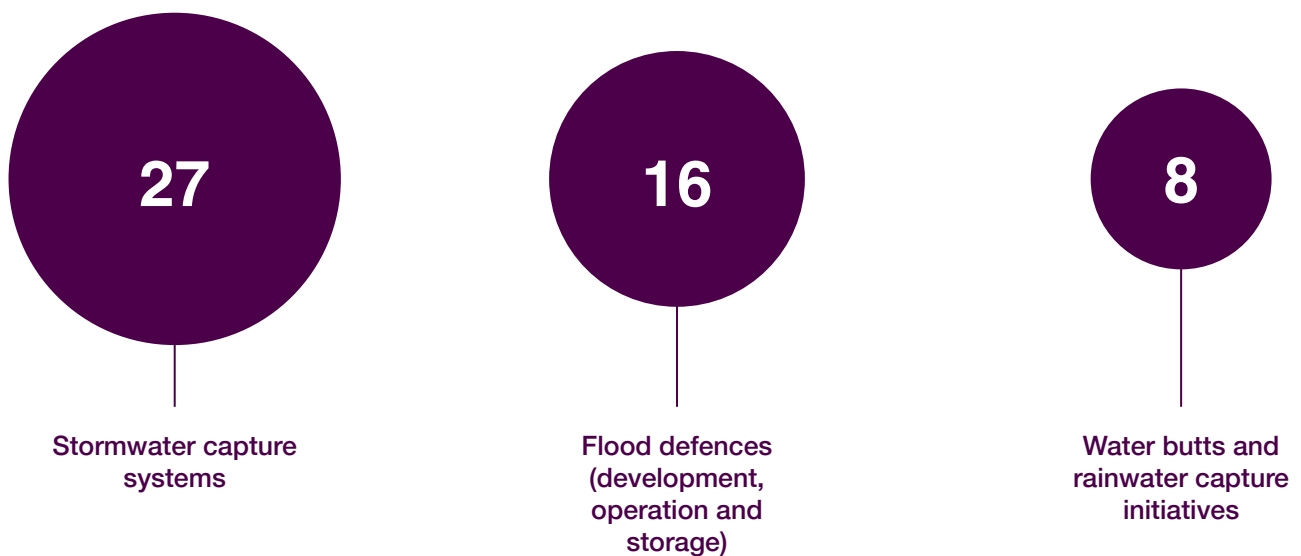 27
16
8
Stormwater capture
systems
Flood defences
(development,
operation and
storage)
Water butts and
rainwater capture
initiatives